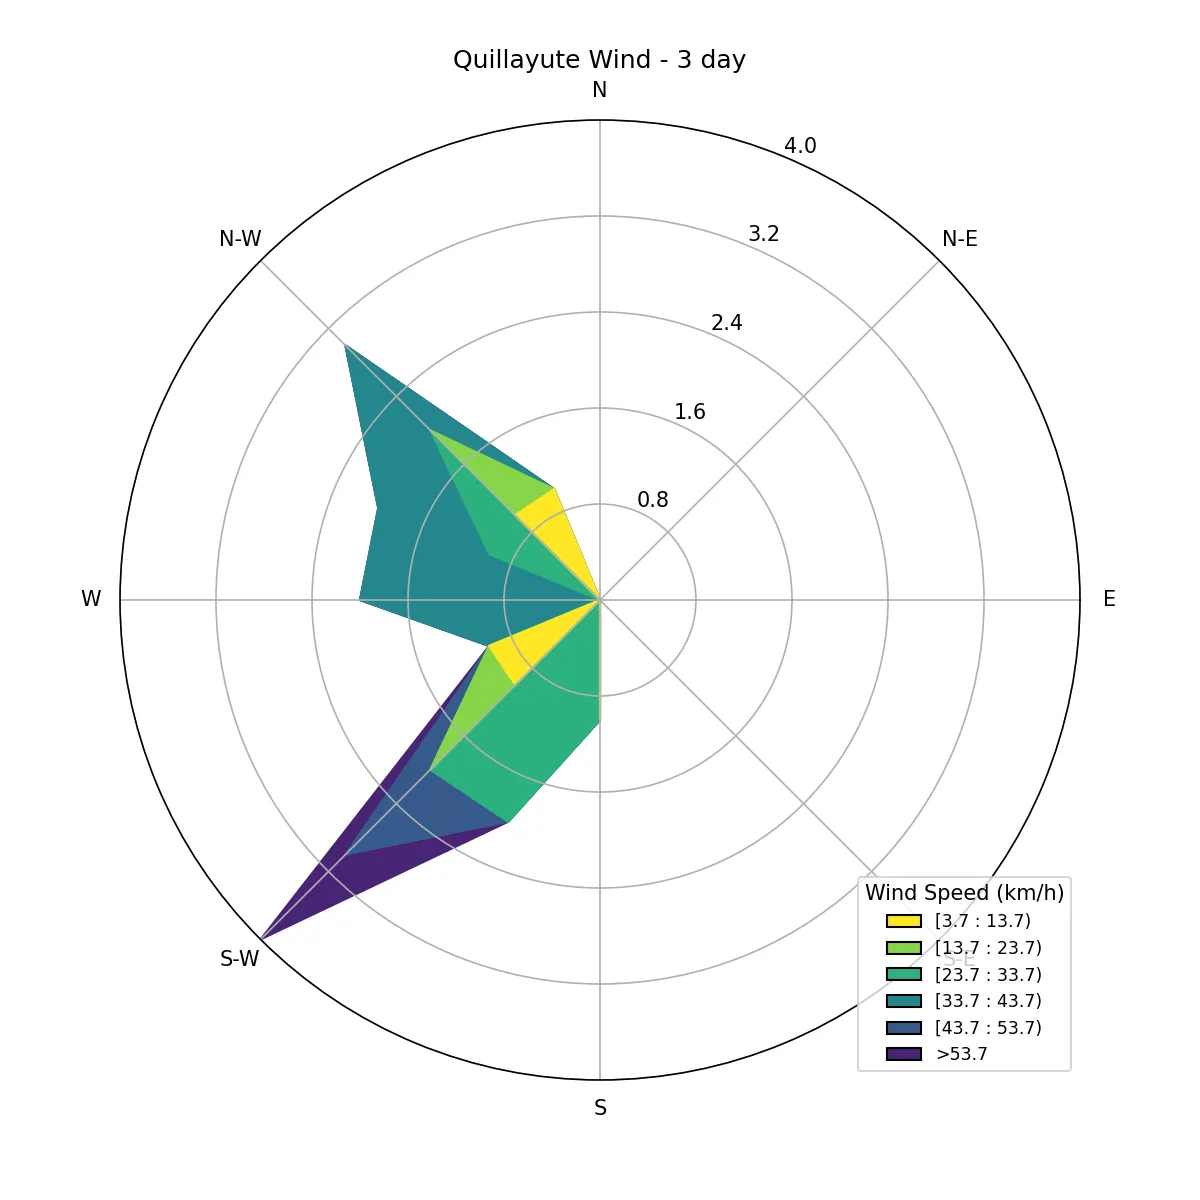 Quillayute Wind - 3 day
N
4.0
N-W
3.2
N-E
2.4
1.6
0.8
W
E
S-W
S-E
S
Wind Speed (km/h)
[3.7 : 13.7)
[13.7 : 23.7)
[23.7 : 33.7)
[33.7 : 43.7)
[43.7 : 53.7)
>53.7